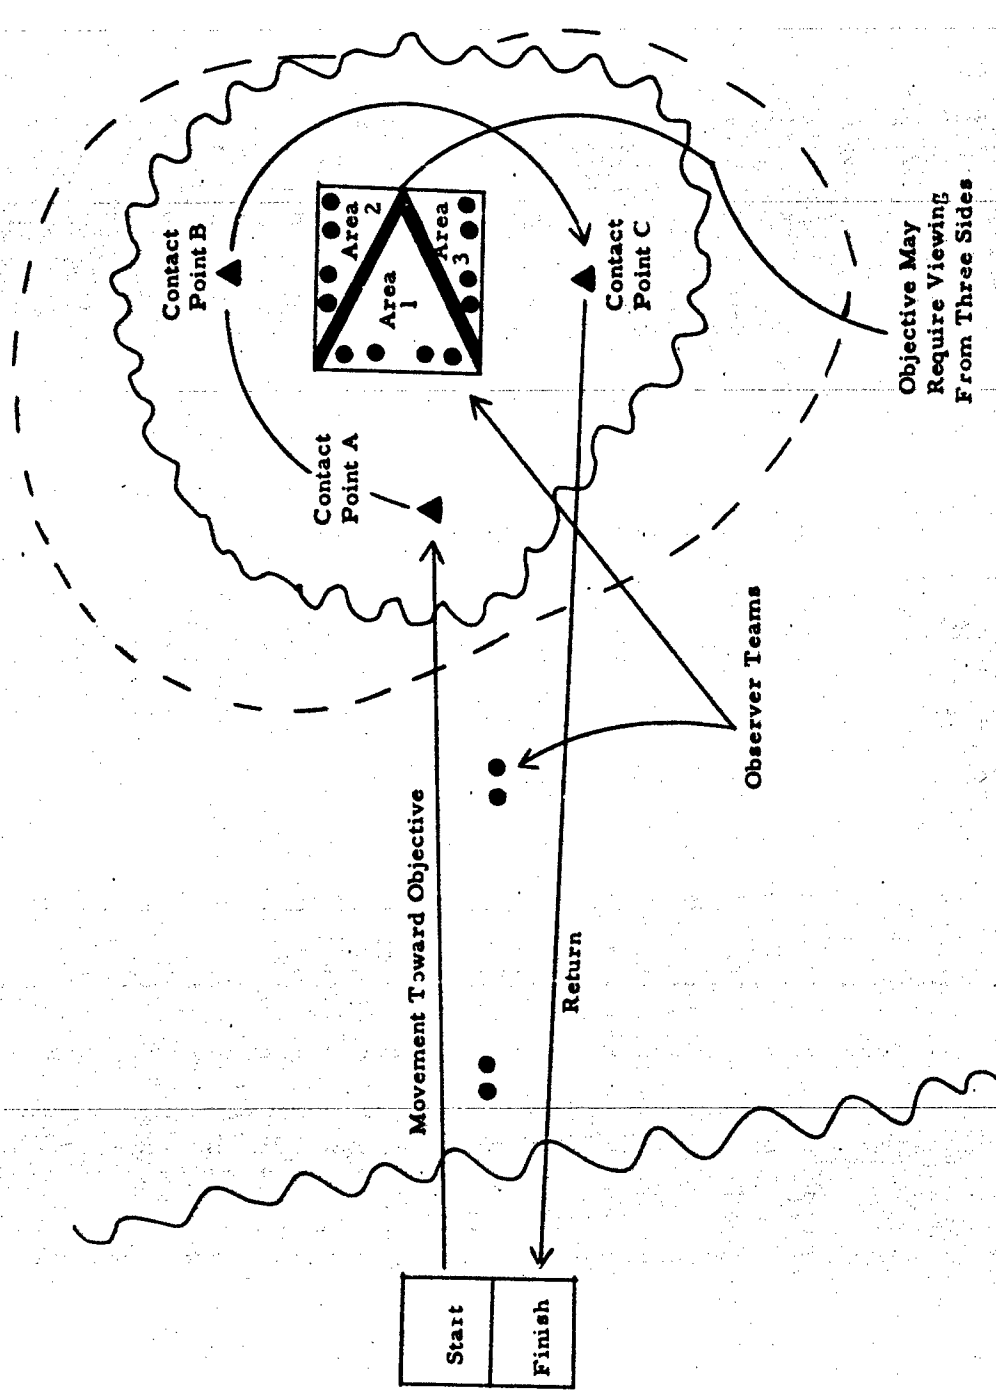 Start
Finish
Movement Toward Objective
Return
Observer Teams
Contact
Point A
Contact
Point B
Contact
Point C
Area
1
Area
2
Area
3
Objective May
Require Viewing
From Three Sides